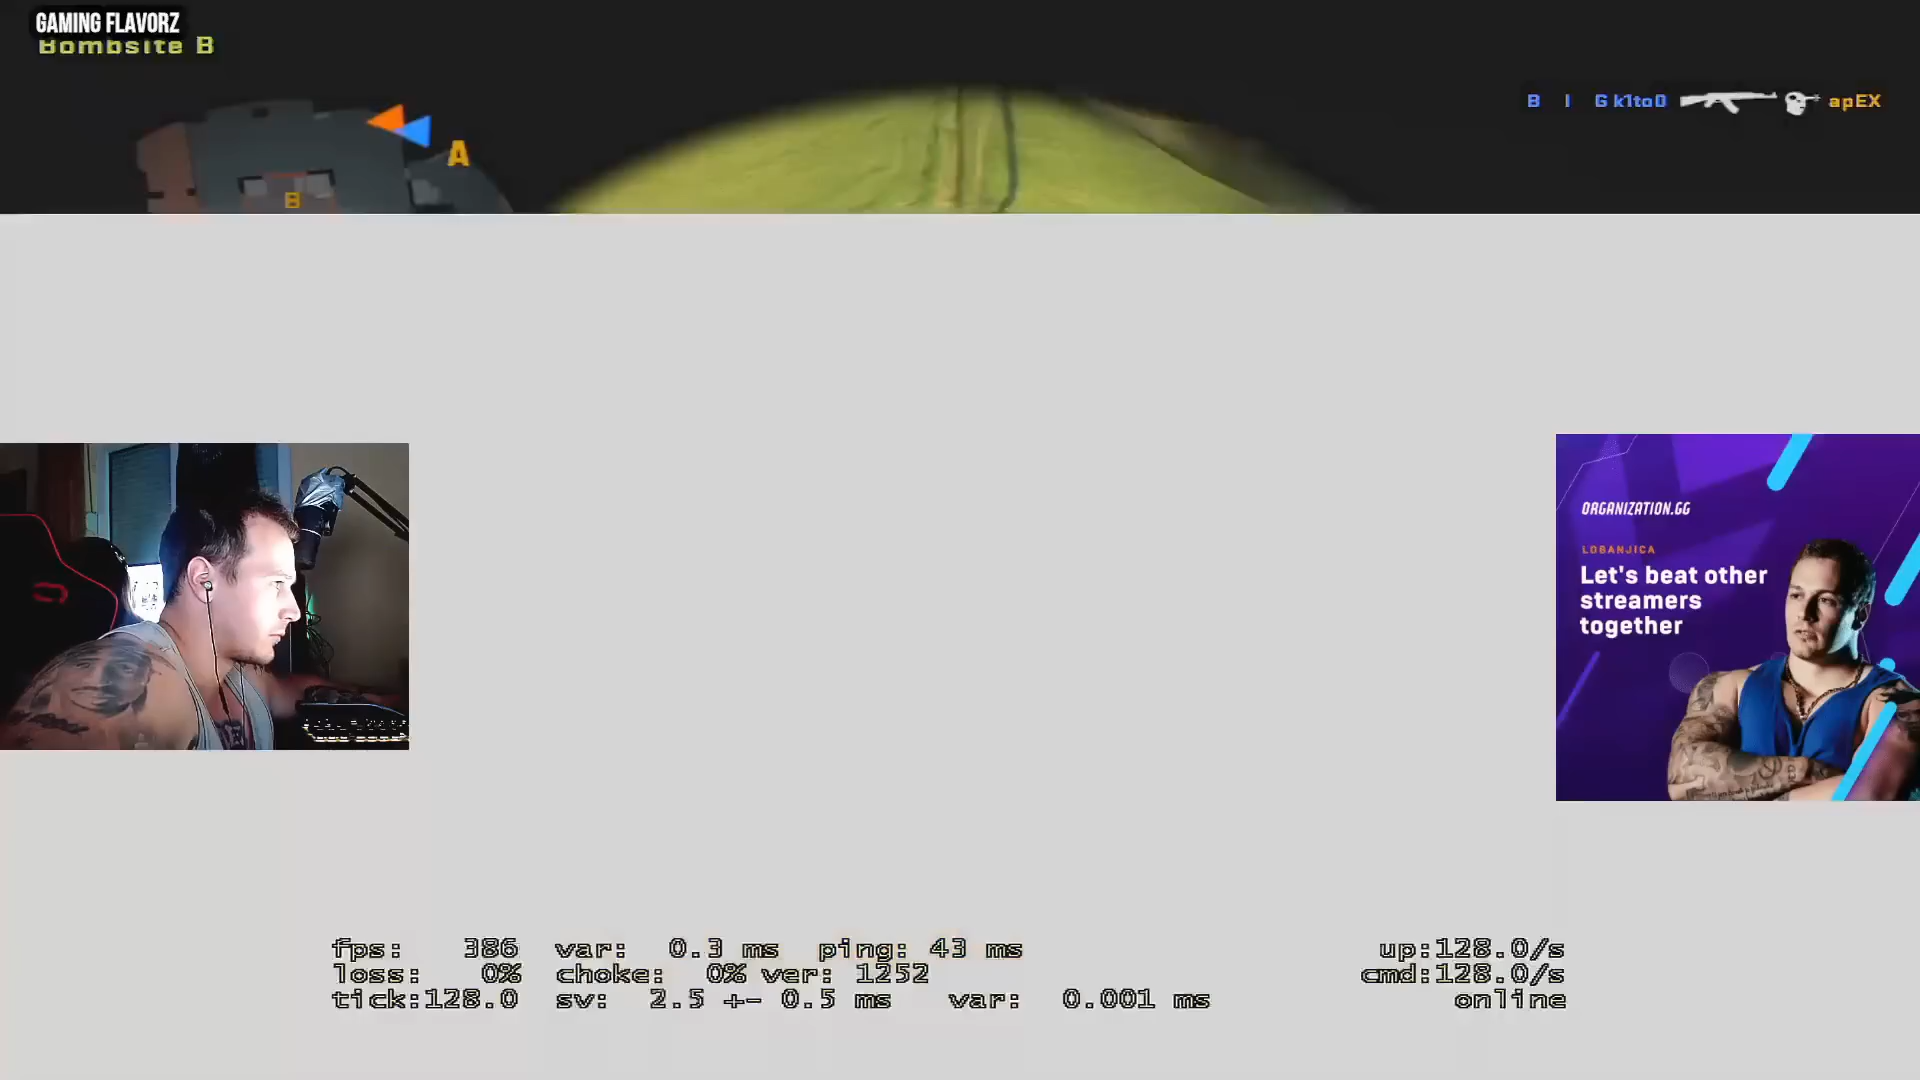 GAMING FLAVORZ
Bombsite B
A
B
B I G k1to0 apEX
ORGANIZATION.GG
LOBANJICA
Let's beat other
streamers
together
fps: 386 var: 0.3 ms ping: 43 ms
loss: 0% choke: 0% ver: 1252
tick:128.0 sv: 2.5 +- 0.5 ms var: 0.001 ms
up:128.0/s
cmd:128.0/s
online